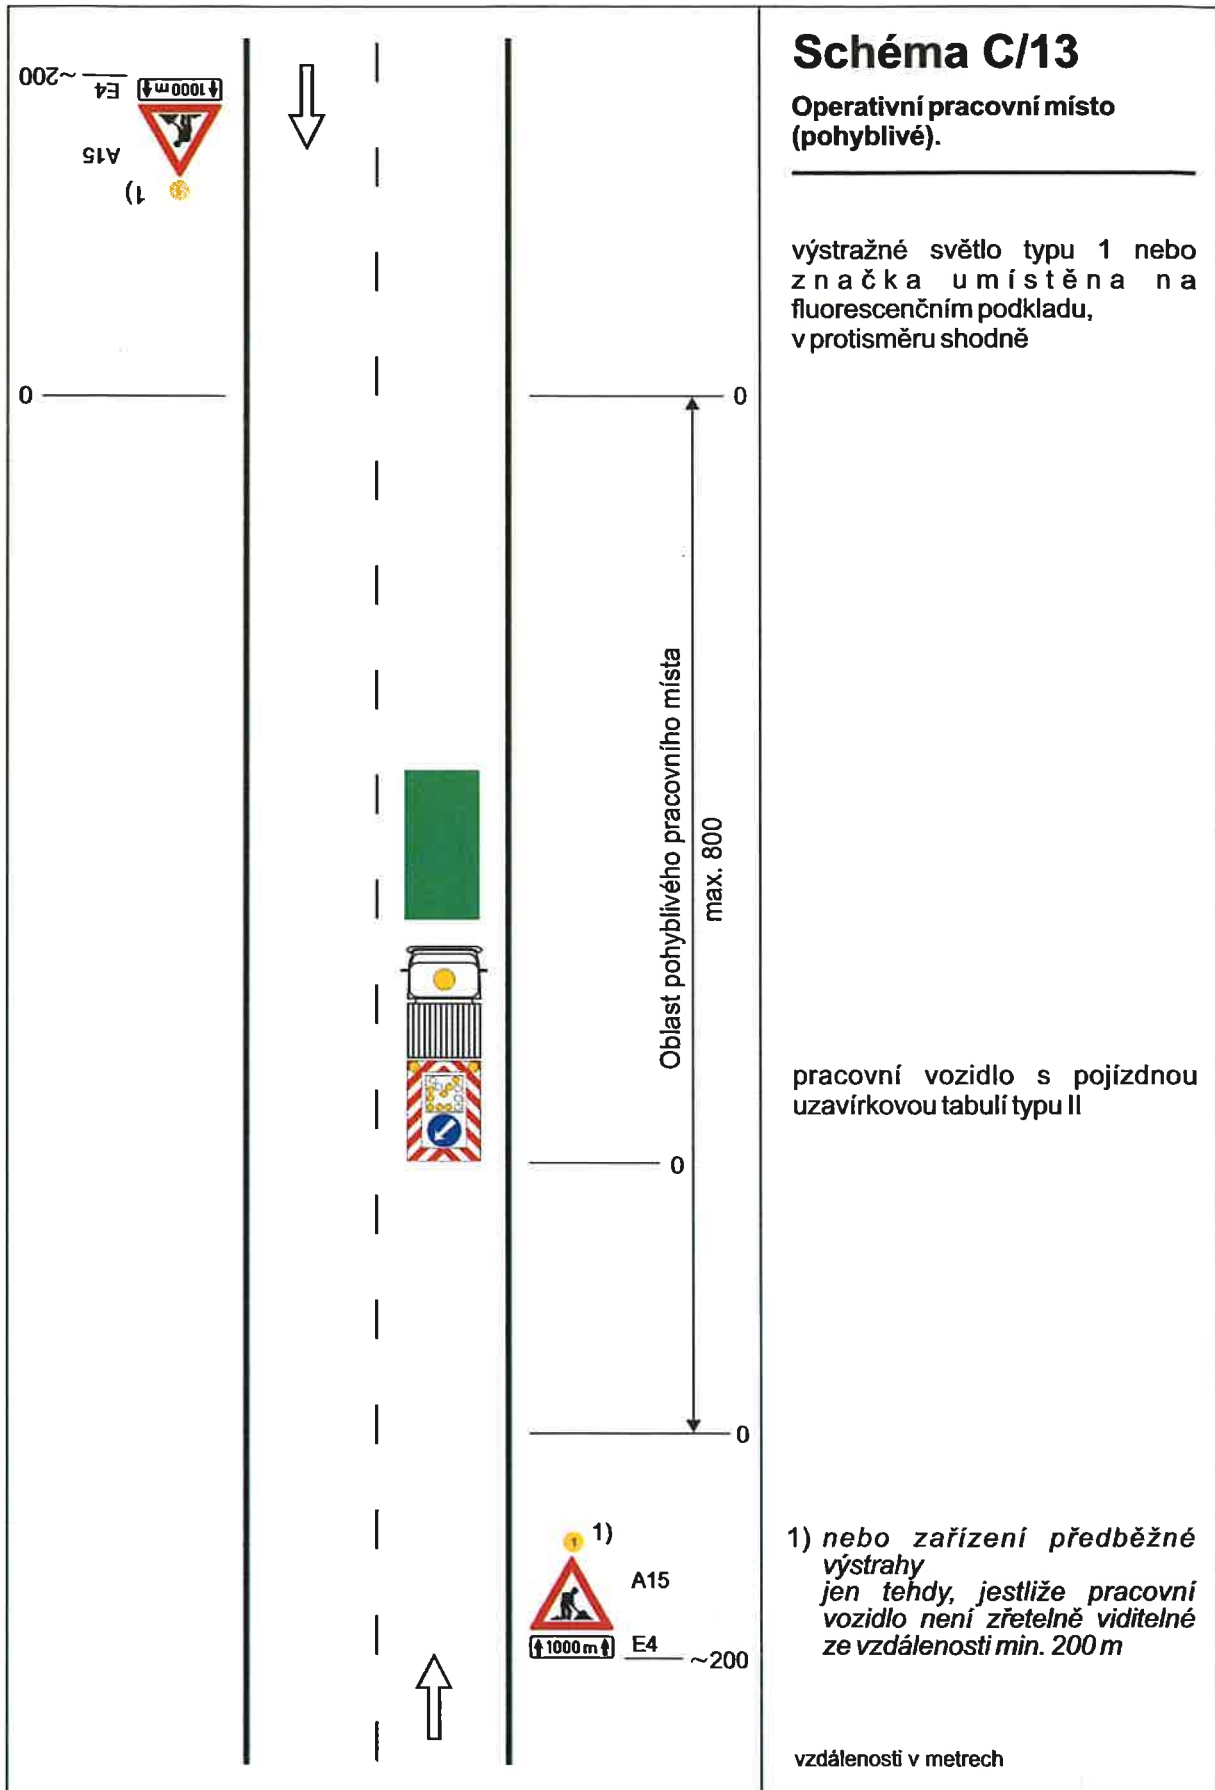 Schéma C/13
Operativní pracovní místo
(pohyblivé).
výstražné světlo typu 1 nebo
značka umístěna na
fluorescenčním podkladu,
v protisměru shodně
pracovní vozidlo s pojízdnou
uzavírkovou tabulí typu II
1) nebo zařízení předběžné
výstrahy
jen tehdy, jestliže pracovní
vozidlo není zřetelně viditelné
ze vzdálenosti min. 200 m
vzdálenosti v metrech
~200
E4
1000 m
A15
1)
1
0
0
Oblast pohyblivého pracovního místa
max. 800
0
0
1
1)
A15
1000 m
E4
~200